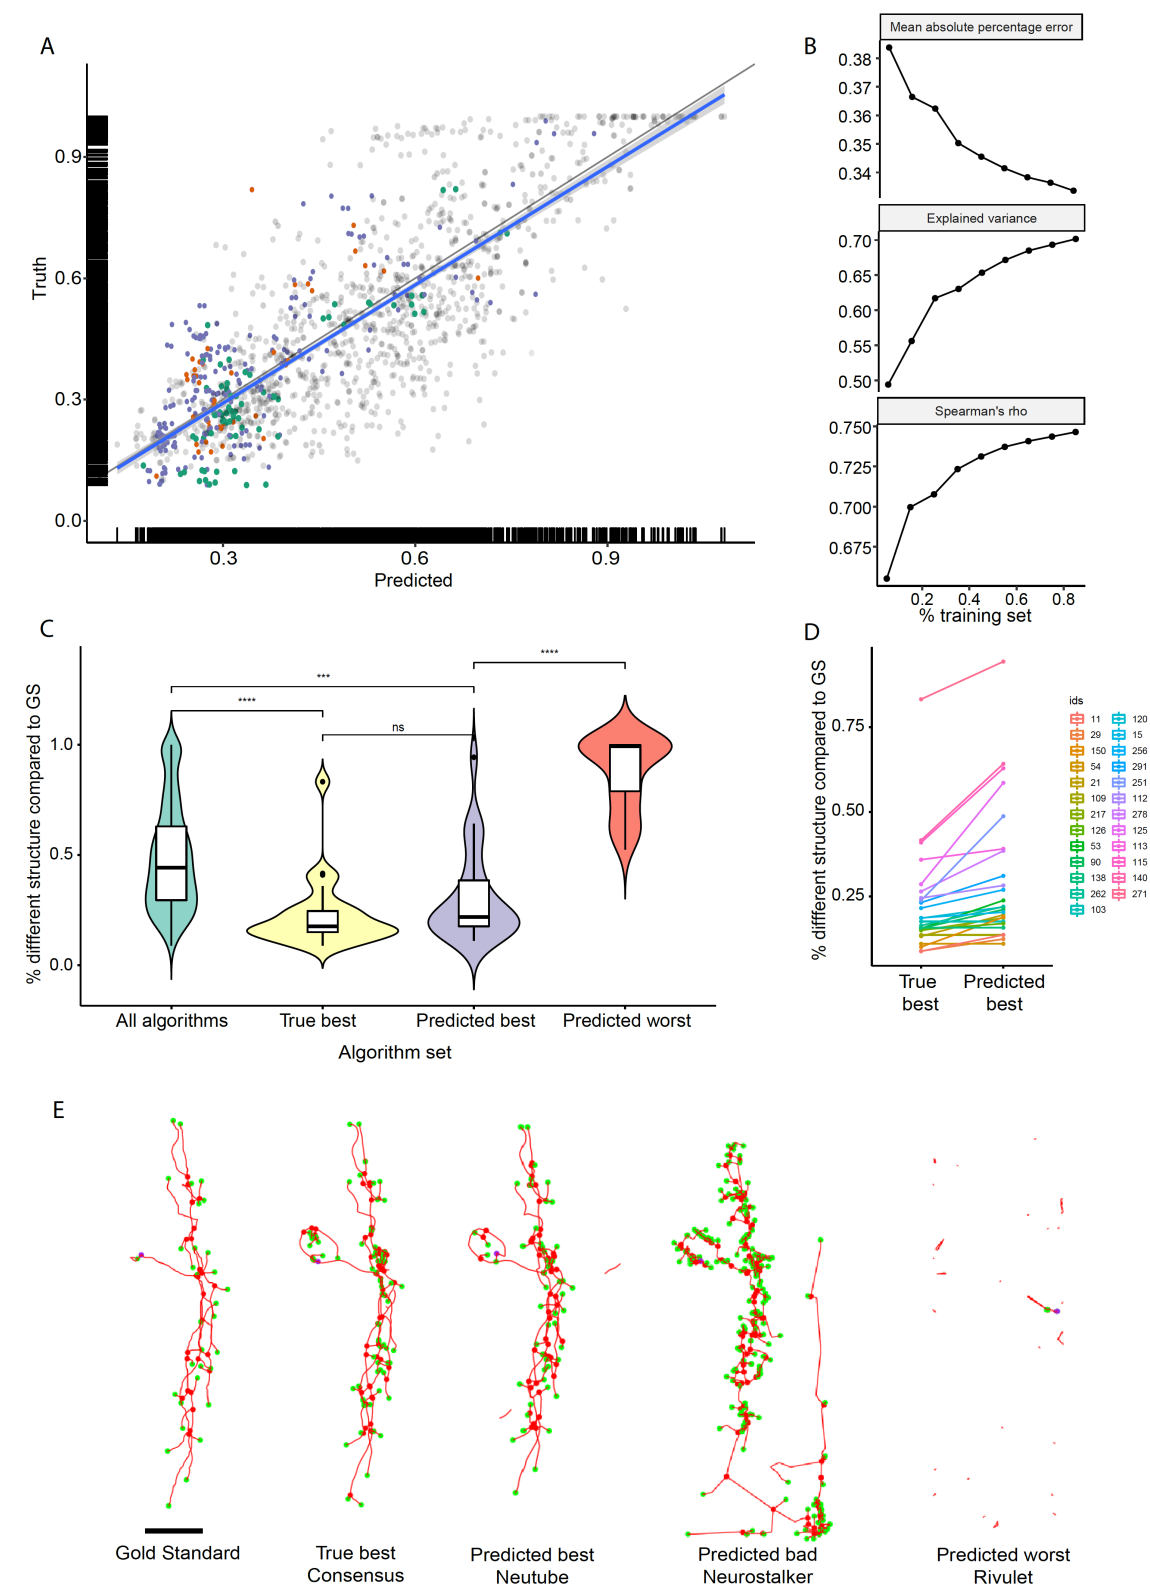 A
Truth
0.9
0.6
0.3
0.0
0.3
0.6
0.9
Predicted
B
Mean absolute percentage error
0.38
0.37
0.36
0.35
0.34
Explained variance
0.70
0.65
0.60
0.55
0.50
Spearman's rho
0.750
0.725
0.700
0.675
0.2
0.4
0.6
0.8
% training set
C
% different structure compared to GS
1.0
0.5
0.0
****
***
ns
****
All algorithms
True best
Predicted best
Predicted worst
Algorithm set
D
% different structure compared to GS
0.75
0.50
0.25
True
best
Predicted
best
ids
11
29
150
54
21
109
217
126
53
90
138
262
103
120
15
256
291
251
112
278
125
113
115
140
271
E
Gold Standard
True best
Consensus
Predicted best
Neutube
Predicted bad
Neurostalker
Predicted worst
Rivulet